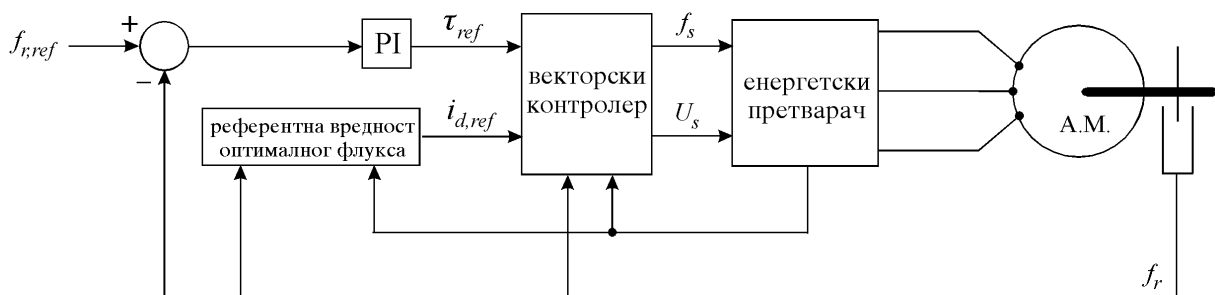 f_{r,ref}
+
−
PI
τ_{ref}
референтна вредност
оптималног флукса
i_{d,ref}
векторски
контролер
f_s
U_s
енергетски
претварач
А.М.
f_r